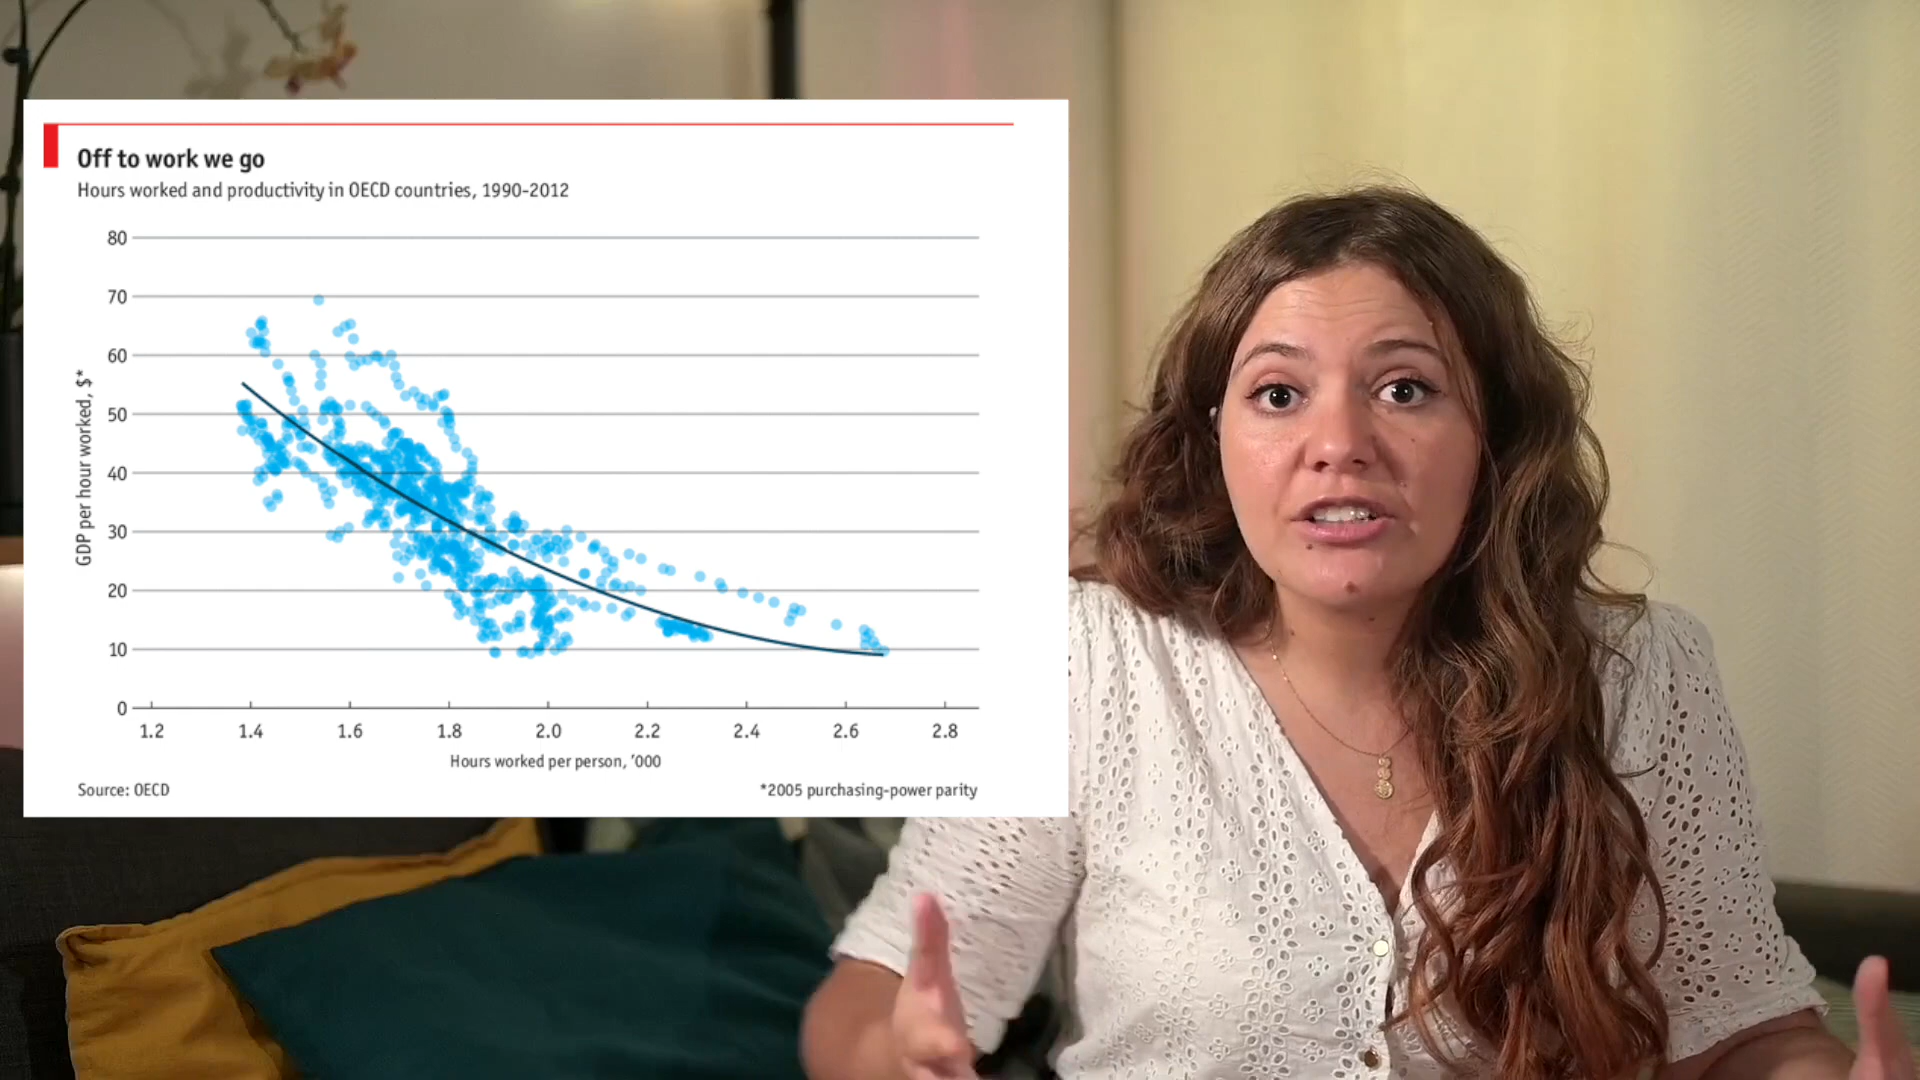 Off to work we go
Hours worked and productivity in OECD countries, 1990-2012
80
70
60
50
40
30
20
10
0
GDP per hour worked, $*
1.2 1.4 1.6 1.8 2.0 2.2 2.4 2.6 2.8
Hours worked per person, '000
Source: OECD
*2005 purchasing-power parity